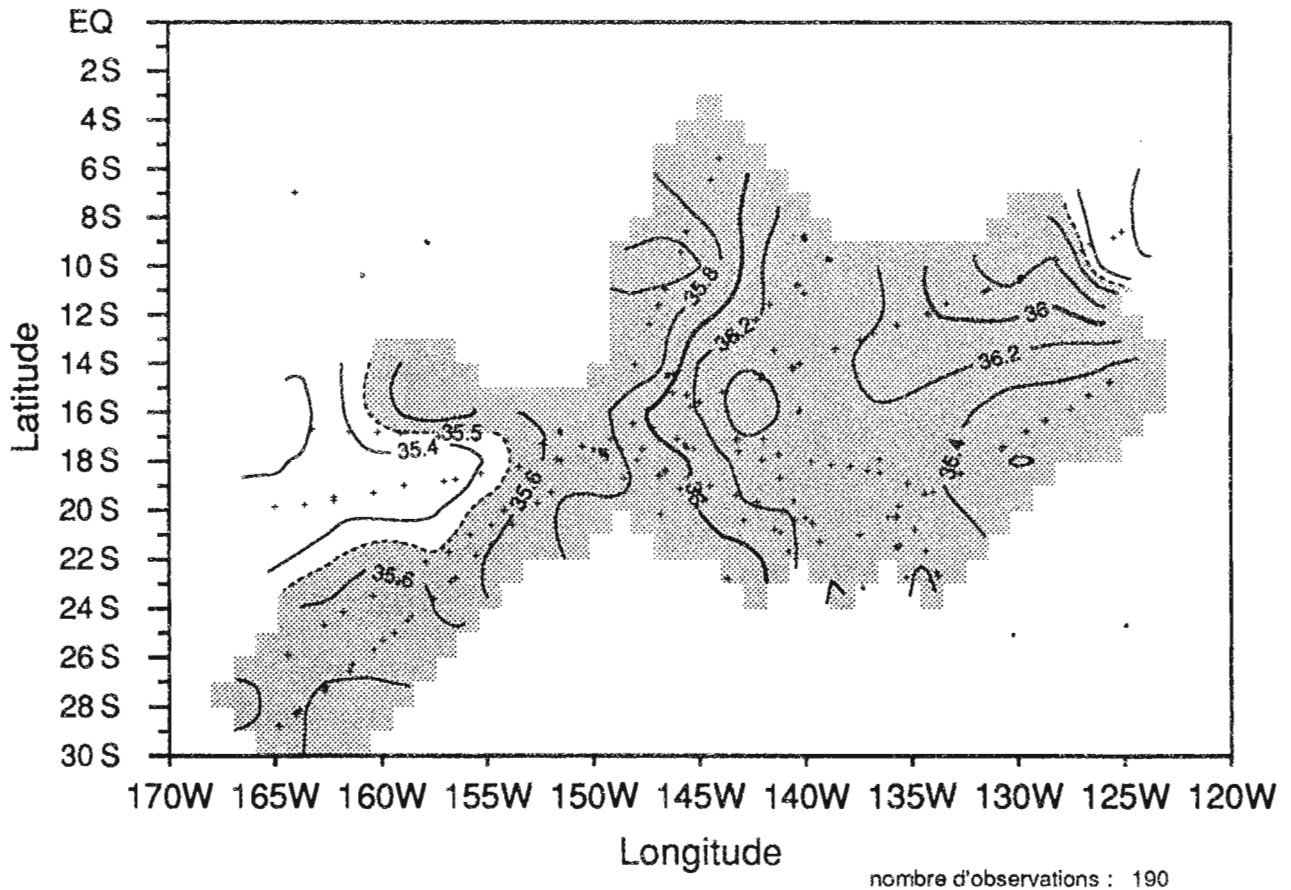 EQ
2S
4S
6S
8S
10S
12S
14S
16S
18S
20S
22S
24S
26S
28S
30S
Latitude
35.8
36.2
36
36.2
35.5
35.4
36.4
35.6
36
35.6
170W 165W 160W 155W 150W 145W 140W 135W 130W 125W 120W
Longitude
nombre d'observations : 190